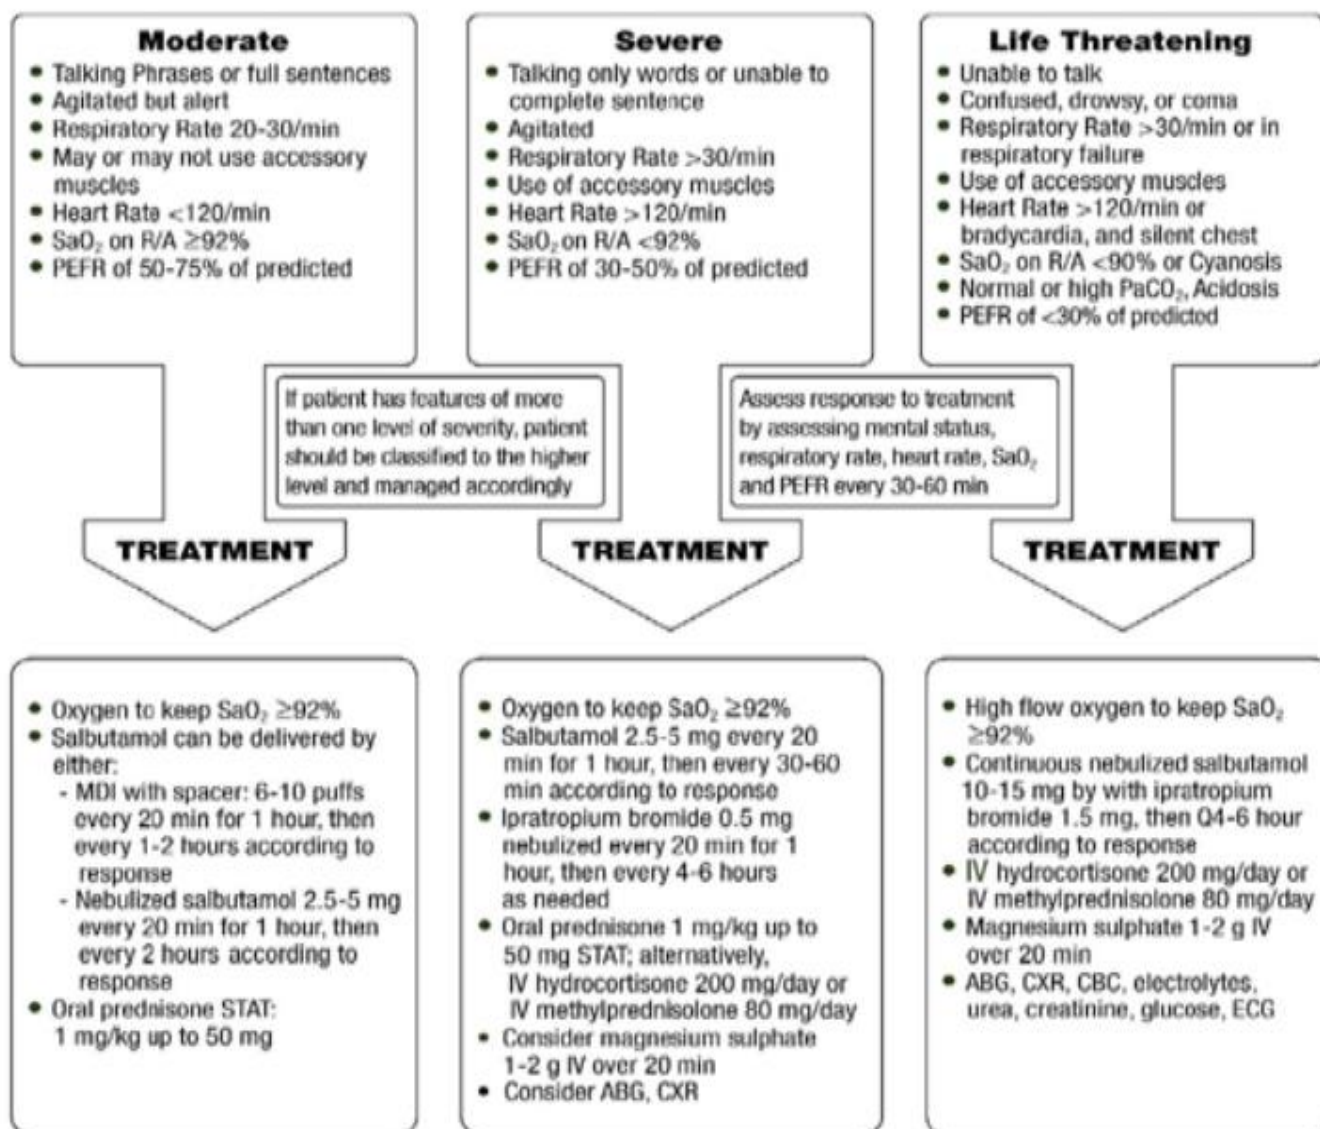 Moderate
• Talking Phrases or full sentences
• Agitated but alert
• Respiratory Rate 20-30/min
• May or may not use accessory
muscles
• Heart Rate <120/min
• SaO₂ on R/A ≥92%
• PEFR of 50-75% of predicted
Severe
• Talking only words or unable to
complete sentence
• Agitated
• Respiratory Rate >30/min
• Use of accessory muscles
• Heart Rate >120/min
• SaO₂ on R/A <92%
• PEFR of 30-50% of predicted
Life Threatening
• Unable to talk
• Confused, drowsy, or coma
• Respiratory Rate >30/min or in
respiratory failure
• Use of accessory muscles
• Heart Rate >120/min or
bradycardia, and silent chest
• SaO₂ on R/A <90% or Cyanosis
• Normal or high PaCO₂, Acidosis
• PEFR of <30% of predicted
If patient has features of more
than one level of severity, patient
should be classified to the higher
level and managed accordingly
Assess response to treatment
by assessing mental status,
respiratory rate, heart rate, SaO₂
and PEFR every 30-60 min
TREATMENT
TREATMENT
TREATMENT
• Oxygen to keep SaO₂ ≥92%
• Salbutamol can be delivered by
either:
- MDI with spacer: 6-10 puffs
every 20 min for 1 hour, then
every 1-2 hours according to
response
- Nebulized salbutamol 2.5-5 mg
every 20 min for 1 hour, then
every 2 hours according to
response
• Oral prednisone STAT:
1 mg/kg up to 50 mg
• Oxygen to keep SaO₂ ≥92%
• Salbutamol 2.5-5 mg every 20
min for 1 hour, then every 30-60
min according to response
• Ipratropium bromide 0.5 mg
nebulized every 20 min for 1
hour, then every 4-6 hours
as needed
• Oral prednisone 1 mg/kg up to
50 mg STAT; alternatively,
IV hydrocortisone 200 mg/day or
IV methylprednisolone 80 mg/day
• Consider magnesium sulphate
1-2 g IV over 20 min
• Consider ABG, CXR
• High flow oxygen to keep SaO₂
≥92%
• Continuous nebulized salbutamol
10-15 mg by with ipratropium
bromide 1.5 mg, then Q4-6 hour
according to response
• IV hydrocortisone 200 mg/day or
IV methylprednisolone 80 mg/day
• Magnesium sulphate 1-2 g IV
over 20 min
• ABG, CXR, CBC, electrolytes,
urea, creatinine, glucose, ECG